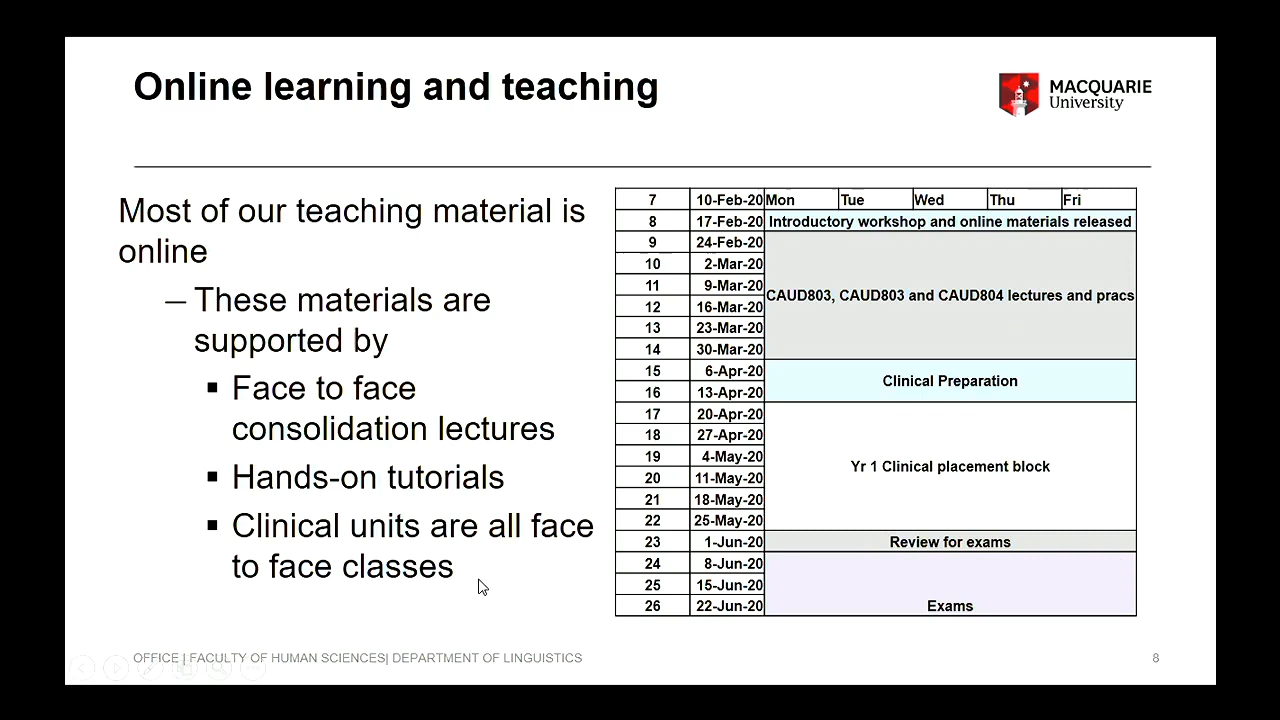 Online learning and teaching
MACQUARIE
University
Most of our teaching material is
online
– These materials are
supported by
▪ Face to face
consolidation lectures
▪ Hands-on tutorials
▪ Clinical units are all face
to face classes
7 10-Feb-20 Mon Tue Wed Thu Fri
8 17-Feb-20 Introductory workshop and online materials released
9 24-Feb-20
10 2-Mar-20
11 9-Mar-20
CAUD803, CAUD803 and CAUD804 lectures and pracs
12 16-Mar-20
13 23-Mar-20
14 30-Mar-20
15 6-Apr-20
Clinical Preparation
16 13-Apr-20
17 20-Apr-20
18 27-Apr-20
19 4-May-20
Yr 1 Clinical placement block
20 11-May-20
21 18-May-20
22 25-May-20
23 1-Jun-20 Review for exams
24 8-Jun-20
25 15-Jun-20
26 22-Jun-20 Exams
OFFICE | FACULTY OF HUMAN SCIENCES| DEPARTMENT OF LINGUISTICS
8